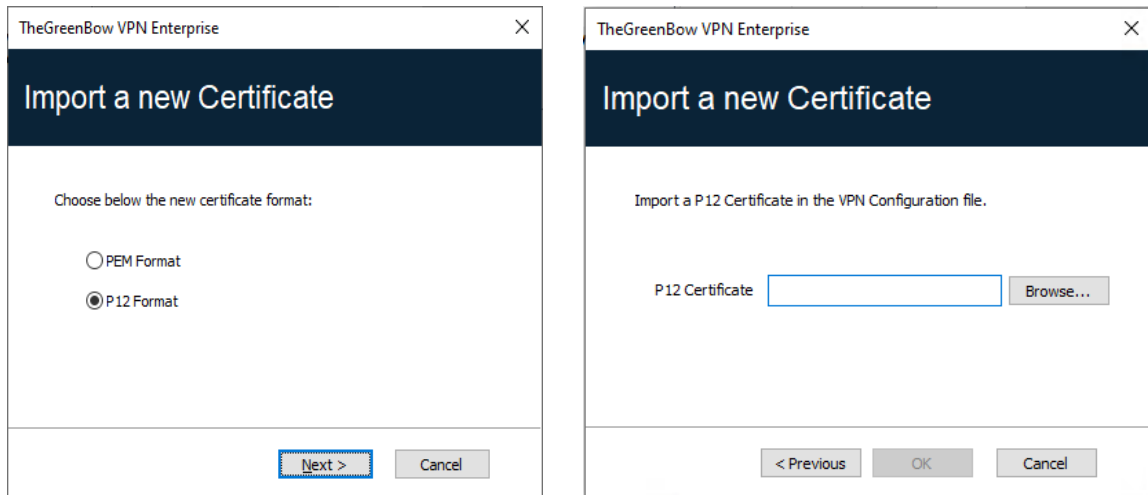 TheGreenBow VPN Enterprise
Import a new Certificate
Choose below the new certificate format:
PEM Format
P12 Format
Next >
Cancel
TheGreenBow VPN Enterprise
Import a new Certificate
Import a P12 Certificate in the VPN Configuration file.
P12 Certificate
Browse...
< Previous
OK
Cancel